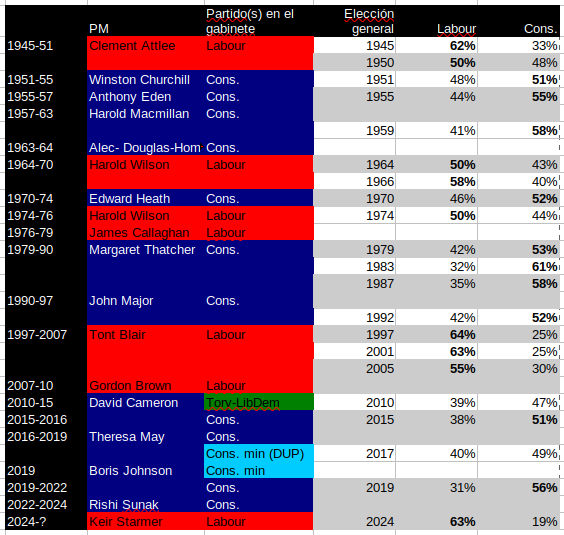 PM Partido(s) en el gabinete Elección general Labour Cons.
1945-51 Clement Attlee Labour 1945 62% 33%
1950 50% 48%
1951-55 Winston Churchill Cons. 1951 48% 51%
1955-57 Anthony Eden Cons. 1955 44% 55%
1957-63 Harold Macmillan Cons.
1959 41% 58%
1963-64 Alec- Douglas-Hom Cons.
1964-70 Harold Wilson Labour 1964 50% 43%
1966 58% 40%
1970-74 Edward Heath Cons. 1970 46% 52%
1974-76 Harold Wilson Labour 1974 50% 44%
1976-79 James Callaghan Labour
1979-90 Margaret Thatcher Cons. 1979 42% 53%
1983 32% 61%
1987 35% 58%
1990-97 John Major Cons.
1992 42% 52%
1997-2007 Tont Blair Labour 1997 64% 25%
2001 63% 25%
2005 55% 30%
2007-10 Gordon Brown Labour
2010-15 David Cameron Tory-LibDem 2010 39% 47%
2015-2016 Cons. 2015 38% 51%
2016-2019 Theresa May Cons.
Cons. min (DUP) 2017 40% 49%
2019 Boris Johnson Cons. min
2019-2022 Cons. 2019 31% 56%
2022-2024 Rishi Sunak Cons.
2024-? Keir Starmer Labour 2024 63% 19%